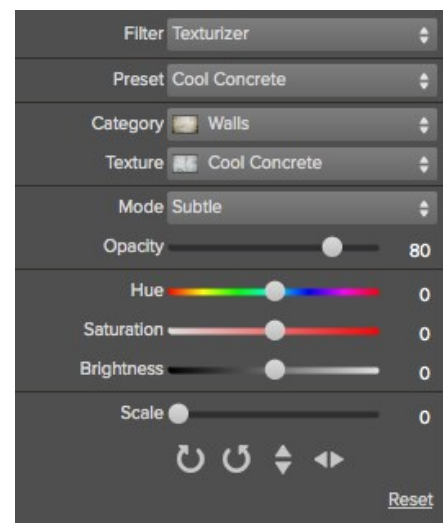 Filter Texturizer
Preset Cool Concrete
Category Walls
Texture Cool Concrete
Mode Subtle
Opacity 80
Hue 0
Saturation 0
Brightness 0
Scale 0
Reset